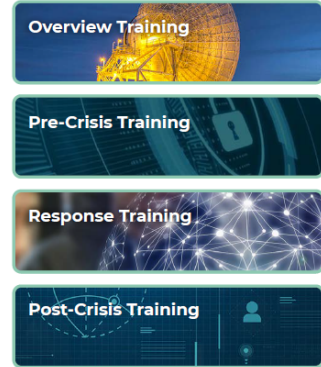 Overview Training
Pre-Crisis Training
Response Training
Post-Crisis Training